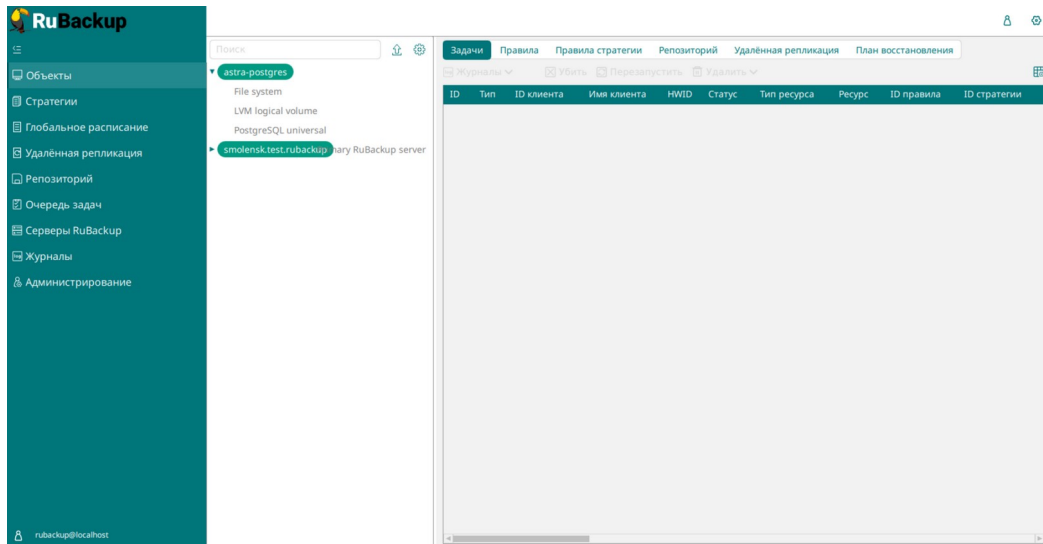 RuBackup
Объекты
Стратегии
Глобальное расписание
Удалённая репликация
Репозиторий
Очередь задач
Серверы RuBackup
Журналы
Администрирование
rubackup@localhost
Поиск
astra-postgres
File system
LVM logical volume
PostgreSQL universal
smolensk.test.rubackup nary RuBackup server
Задачи Правила Правила стратегии Репозиторий Удалённая репликация План восстановления
Журналы Убить Перезапустить Удалить
ID Тип ID клиента Имя клиента HWID Статус Тип ресурса Ресурс ID правила ID стратегии